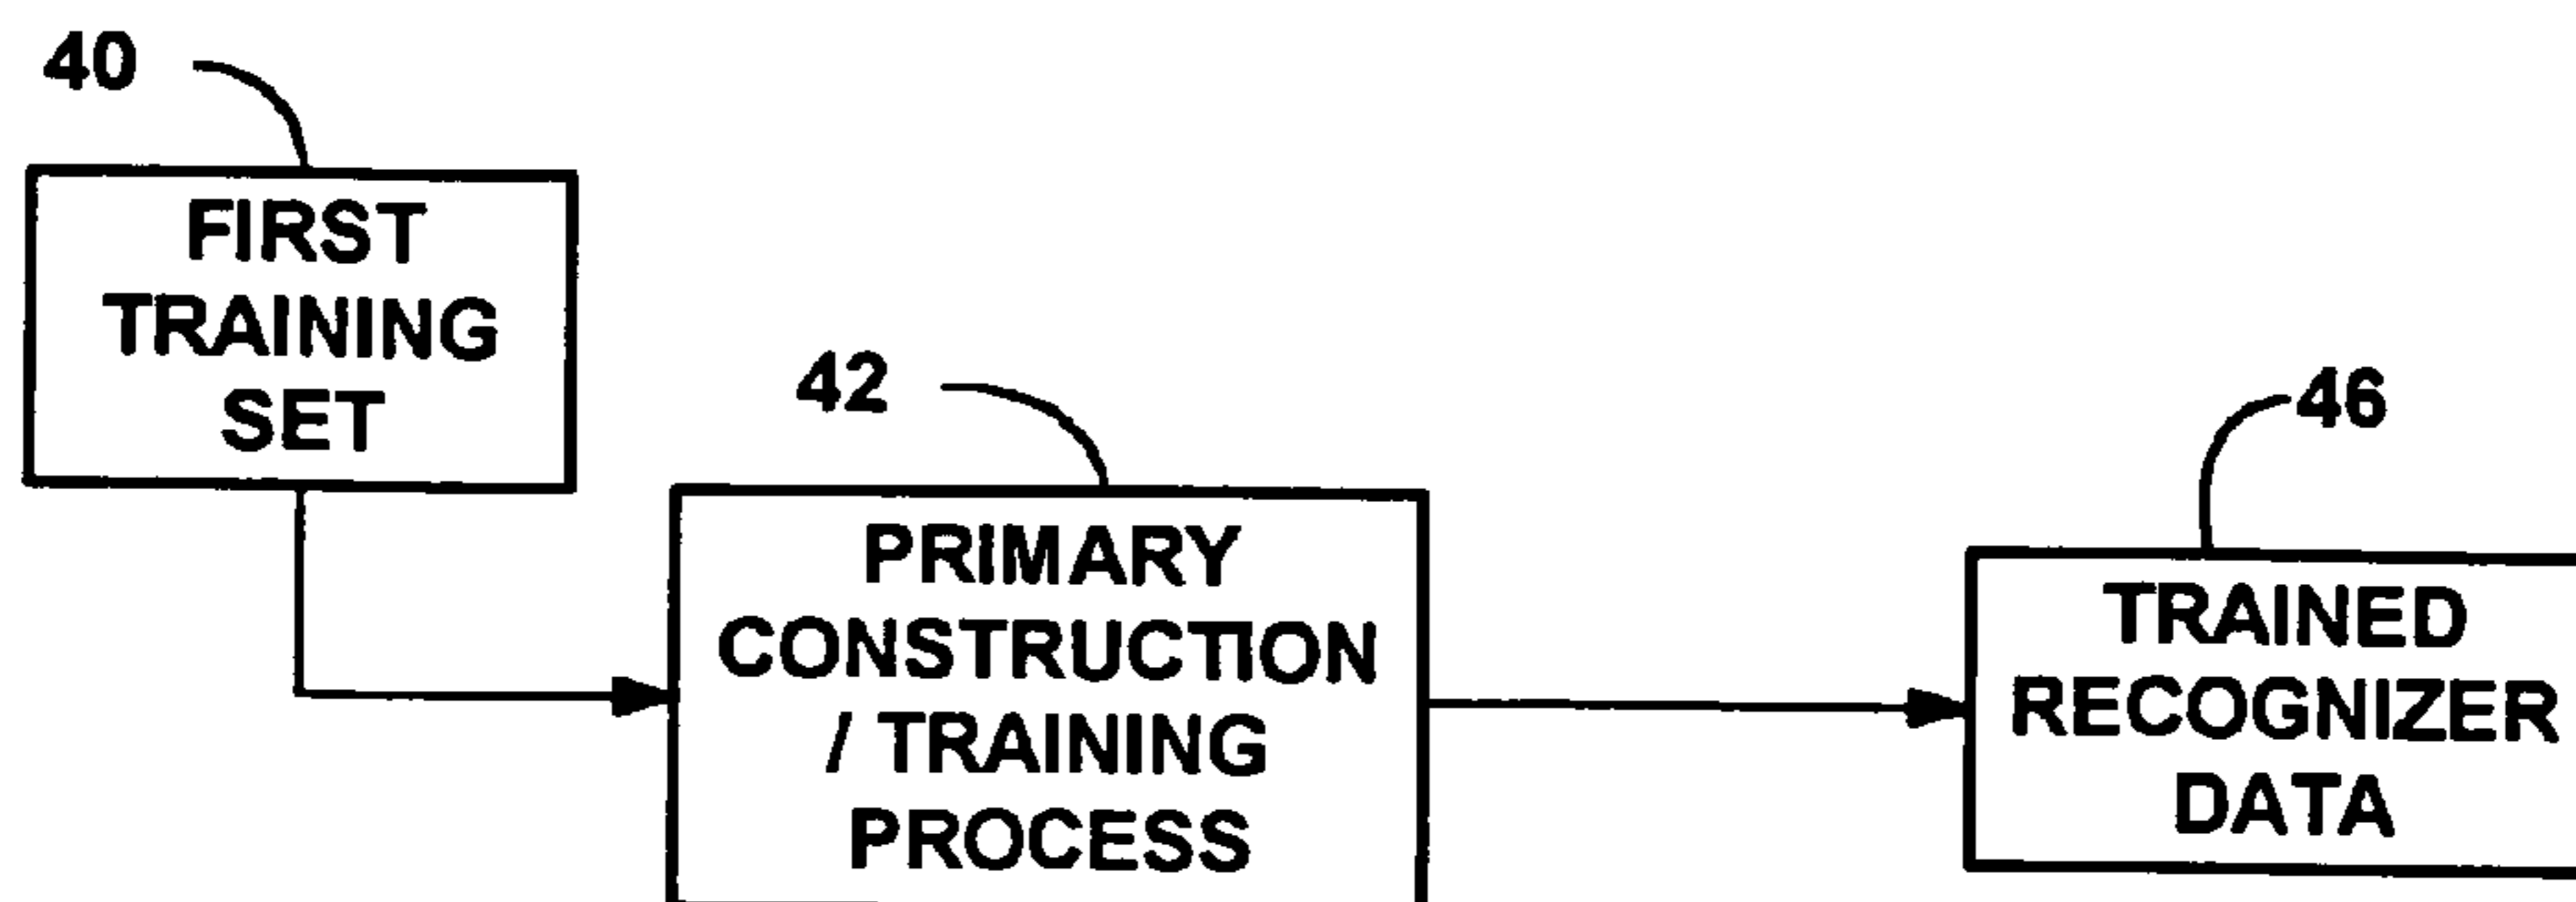 40
FIRST
TRAINING
SET
42
PRIMARY
CONSTRUCTION
/ TRAINING
PROCESS
46
TRAINED
RECOGNIZER
DATA